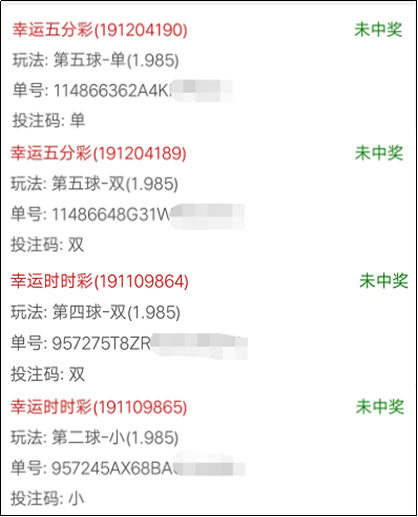 幸运五分彩(191204190) 未中奖
玩法: 第五球-单(1.985)
单号: 114866362A4K
投注码: 单
幸运五分彩(191204189) 未中奖
玩法: 第五球-双(1.985)
单号: 11486648G31W
投注码: 双
幸运时时彩(191109864) 未中奖
玩法: 第四球-双(1.985)
单号: 957275T8ZR
投注码: 双
幸运时时彩(191109865) 未中奖
玩法: 第二球-小(1.985)
单号: 957245AX68BA
投注码: 小